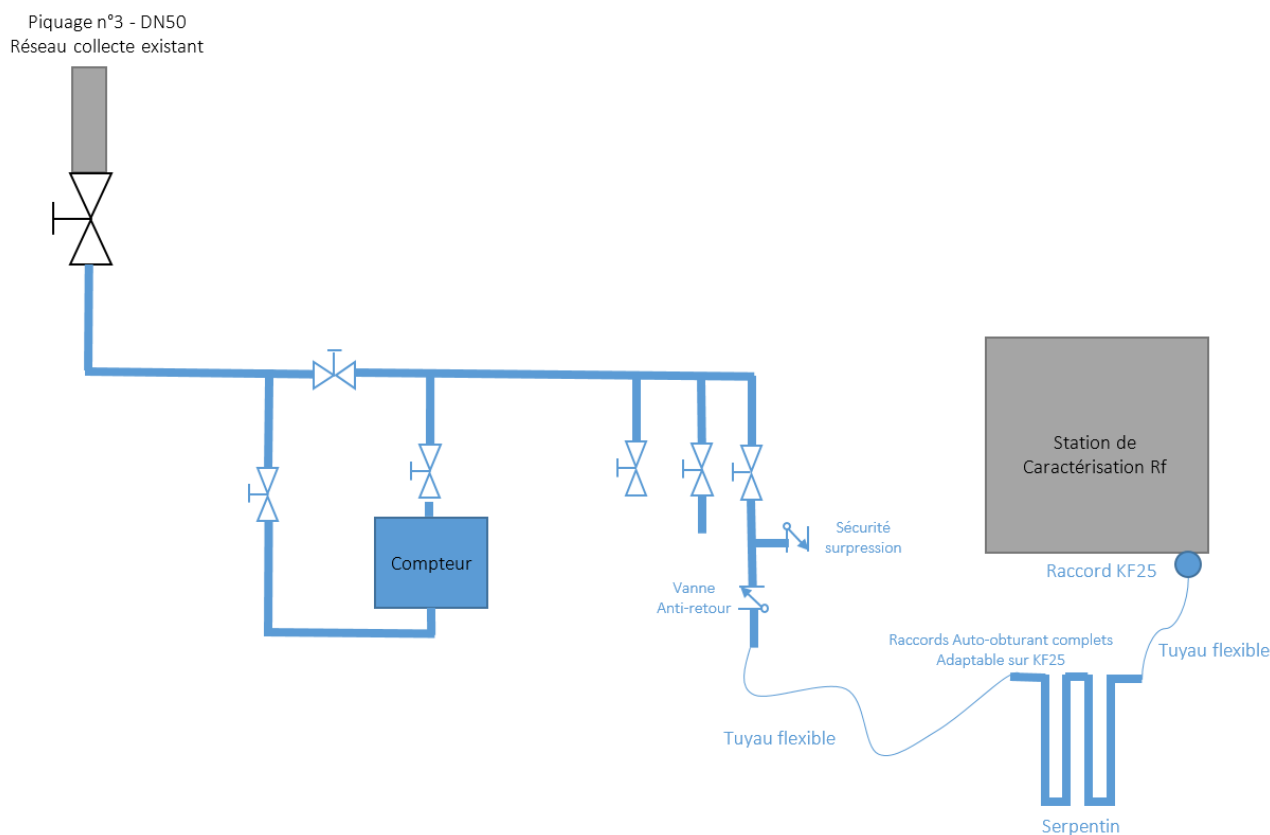 Piquage n°3 - DN50
Réseau collecte existant
Station de
Caractérisation Rf
Sécurité
surpression
Compteur
Raccord KF25
Vanne
Anti-retour
Raccords Auto-obturant complets
Adaptable sur KF25
Tuyau flexible
Tuyau flexible
Serpentin